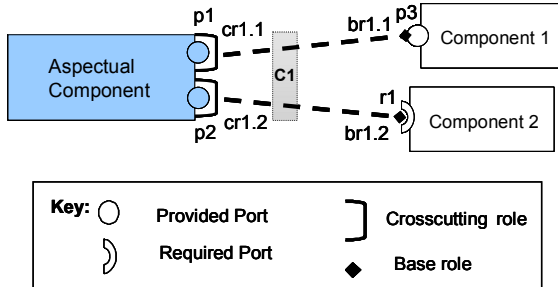 p1
cr1.1
br1.1
p3
Component 1
Aspectual
Component
C1
r1
Component 2
p2
cr1.2
br1.2
Key:
Provided Port
Crosscutting role
Required Port
Base role